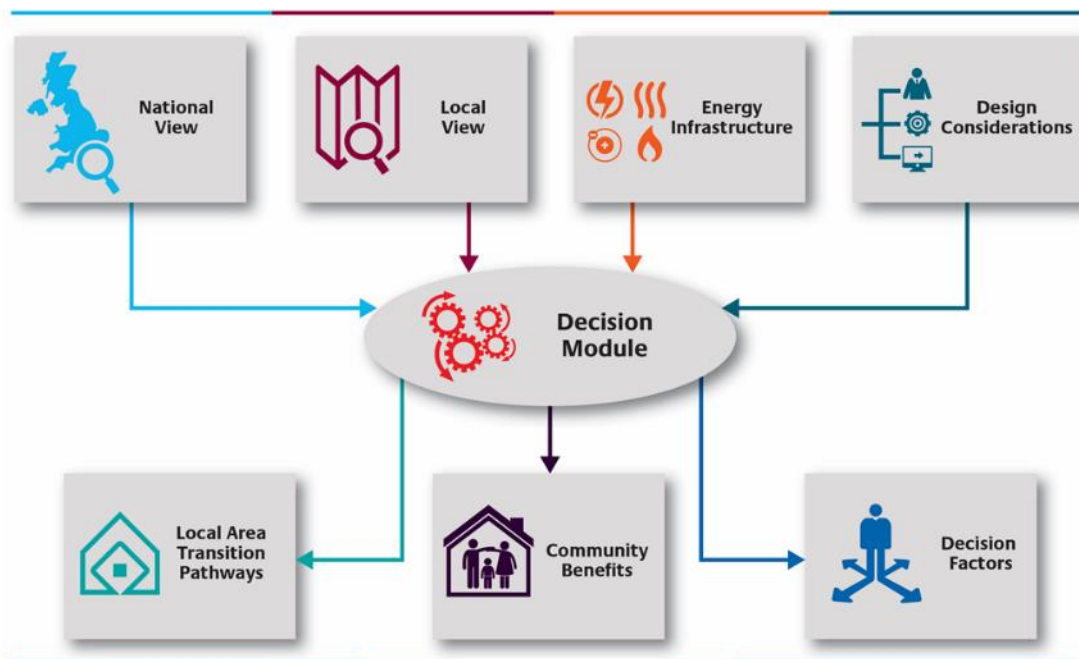 National
View
Local
View
Energy
Infrastructure
Design
Considerations
Decision
Module
Local Area
Transition
Pathways
Community
Benefits
Decision
Factors